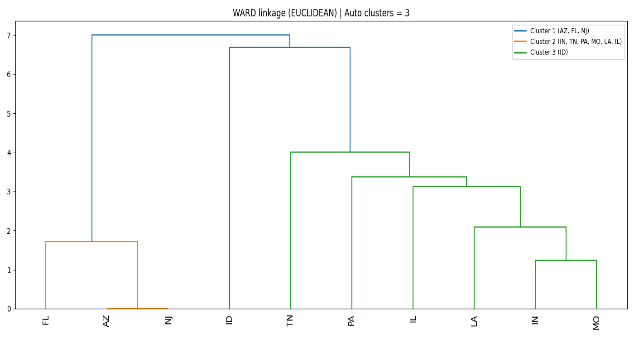 WARD linkage (EUCLIDEAN) | Auto clusters = 3
Cluster 1 (AZ, FL, NJ)
Cluster 2 (IN, TN, PA, MO, LA, IL)
Cluster 3 (ID)
7
6
5
4
3
2
1
0
FL
AZ
NJ
ID
TN
PA
IL
LA
IN
MO